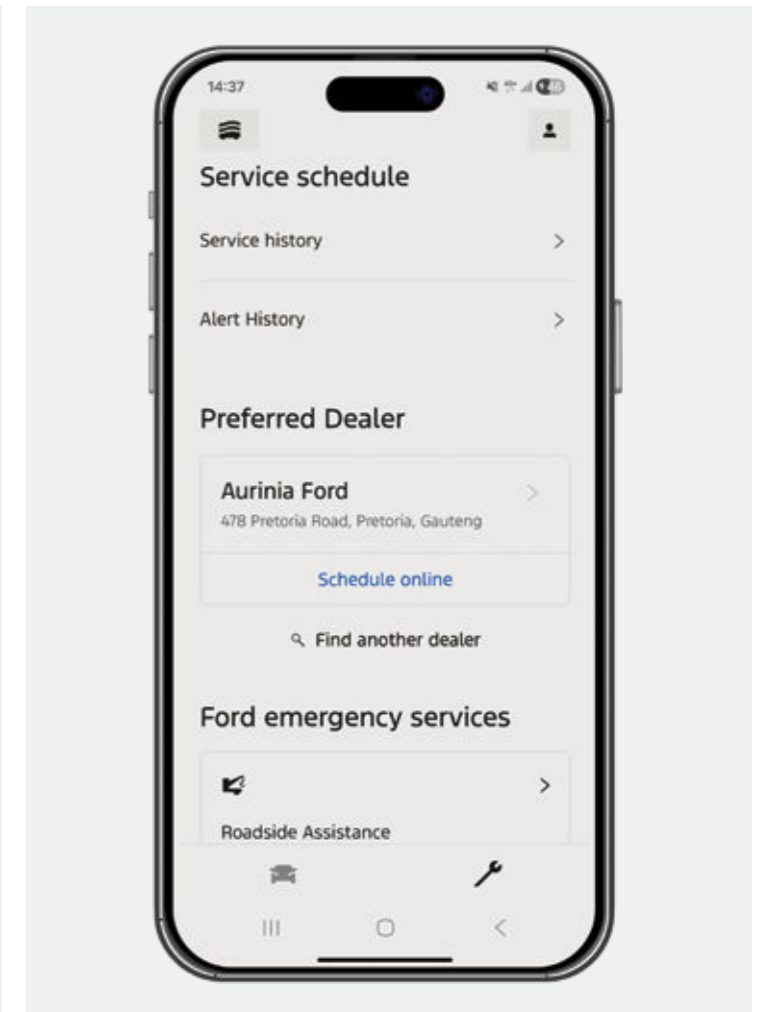 14:37
Service schedule
Service history
Alert History
Preferred Dealer
Aurinia Ford
478 Pretoria Road, Pretoria, Gauteng
Schedule online
Find another dealer
Ford emergency services
Roadside Assistance